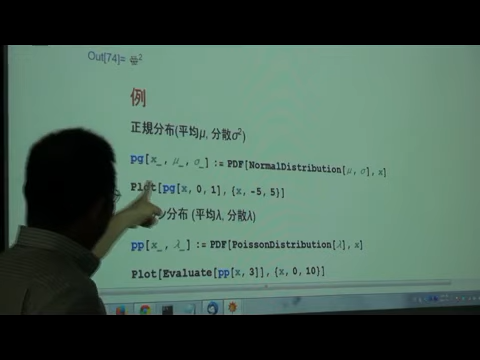 Out[74]= 
例
正規分布(平均μ, 分散σ²)
pg[x_, μ_, σ_] := PDF[NormalDistribution[μ, σ], x]
Plot[pg[x, 0, 1], {x, -5, 5}]
ン分布 (平均λ, 分散λ)
pp[x_, λ_] := PDF[PoissonDistribution[λ], x]
Plot[Evaluate[pp[x, 3]], {x, 0, 10}]